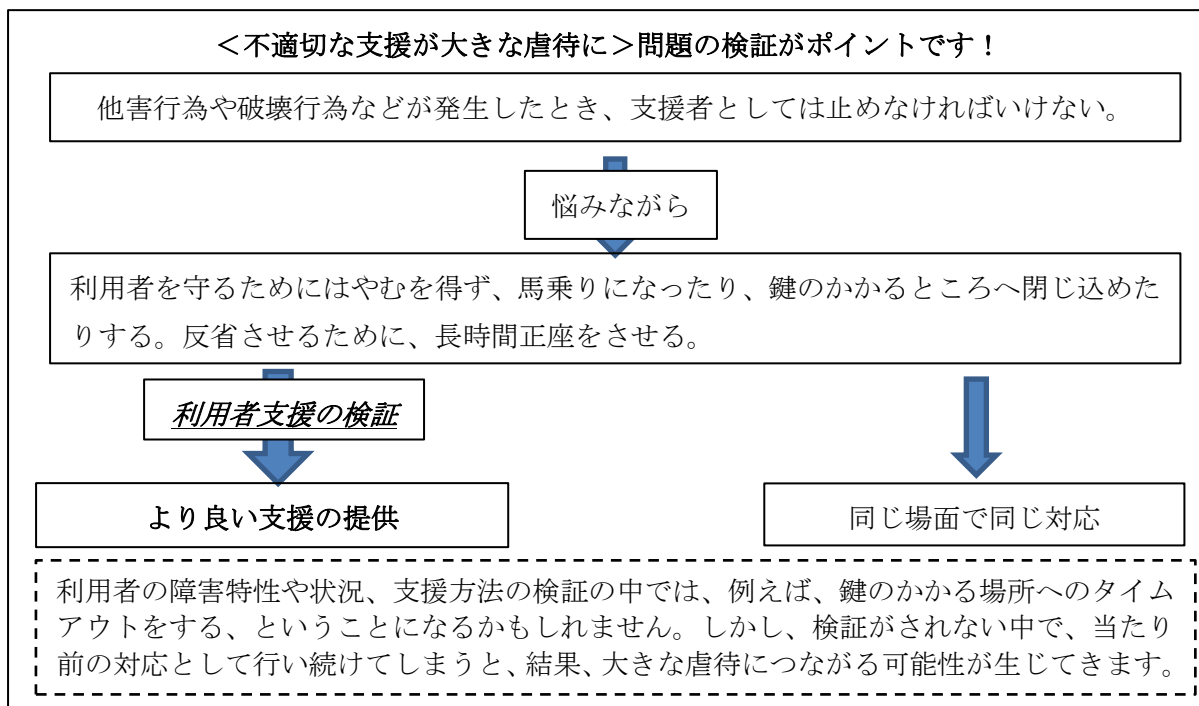 ＜不適切な支援が大きな虐待に＞問題の検証がポイントです！
他害行為や破壊行為などが発生したとき、支援者としては止めなければいけない。
悩みながら
利用者を守るためにはやむを得ず、馬乗りになったり、鍵のかかるところへ閉じ込めた
りする。反省させるために、長時間正座をさせる。
利用者支援の検証
より良い支援の提供
同じ場面で同じ対応
利用者の障害特性や状況、支援方法の検証の中では、例えば、鍵のかかる場所へのタイム
アウトをする、ということになるかもしれません。しかし、検証がされない中で、当たり
前の対応として行い続けてしまうと、結果、大きな虐待につながる可能性が生じてきます。